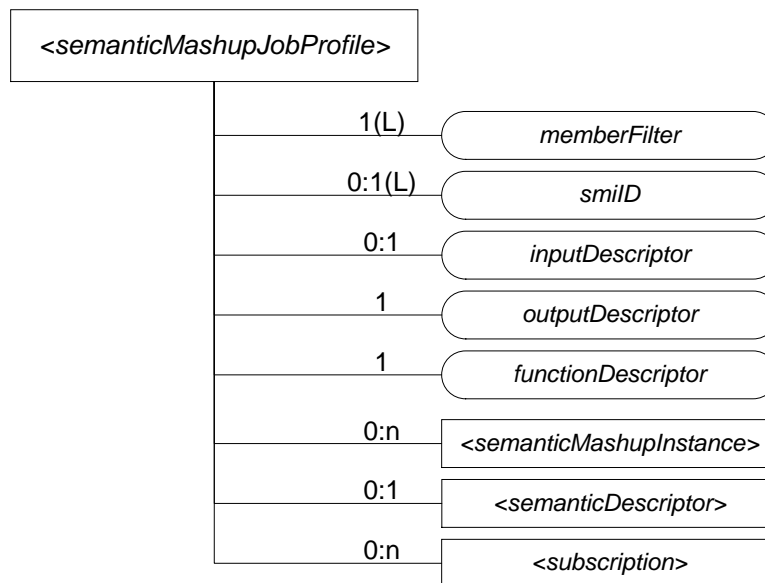 <semanticMashupJobProfile>
1(L)
memberFilter
0:1(L)
smiID
0:1
inputDescriptor
1
outputDescriptor
1
functionDescriptor
0:n
<semanticMashupInstance>
0:1
<semanticDescriptor>
0:n
<subscription>